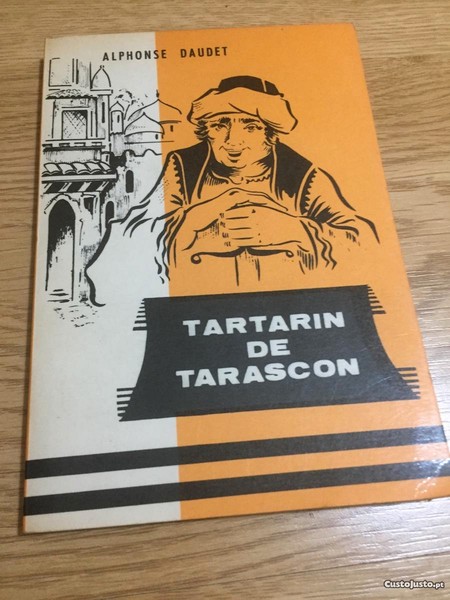 ALPHONSE DAUDET
TARTARIN
DE
TARASCON
CustoJusto.pt